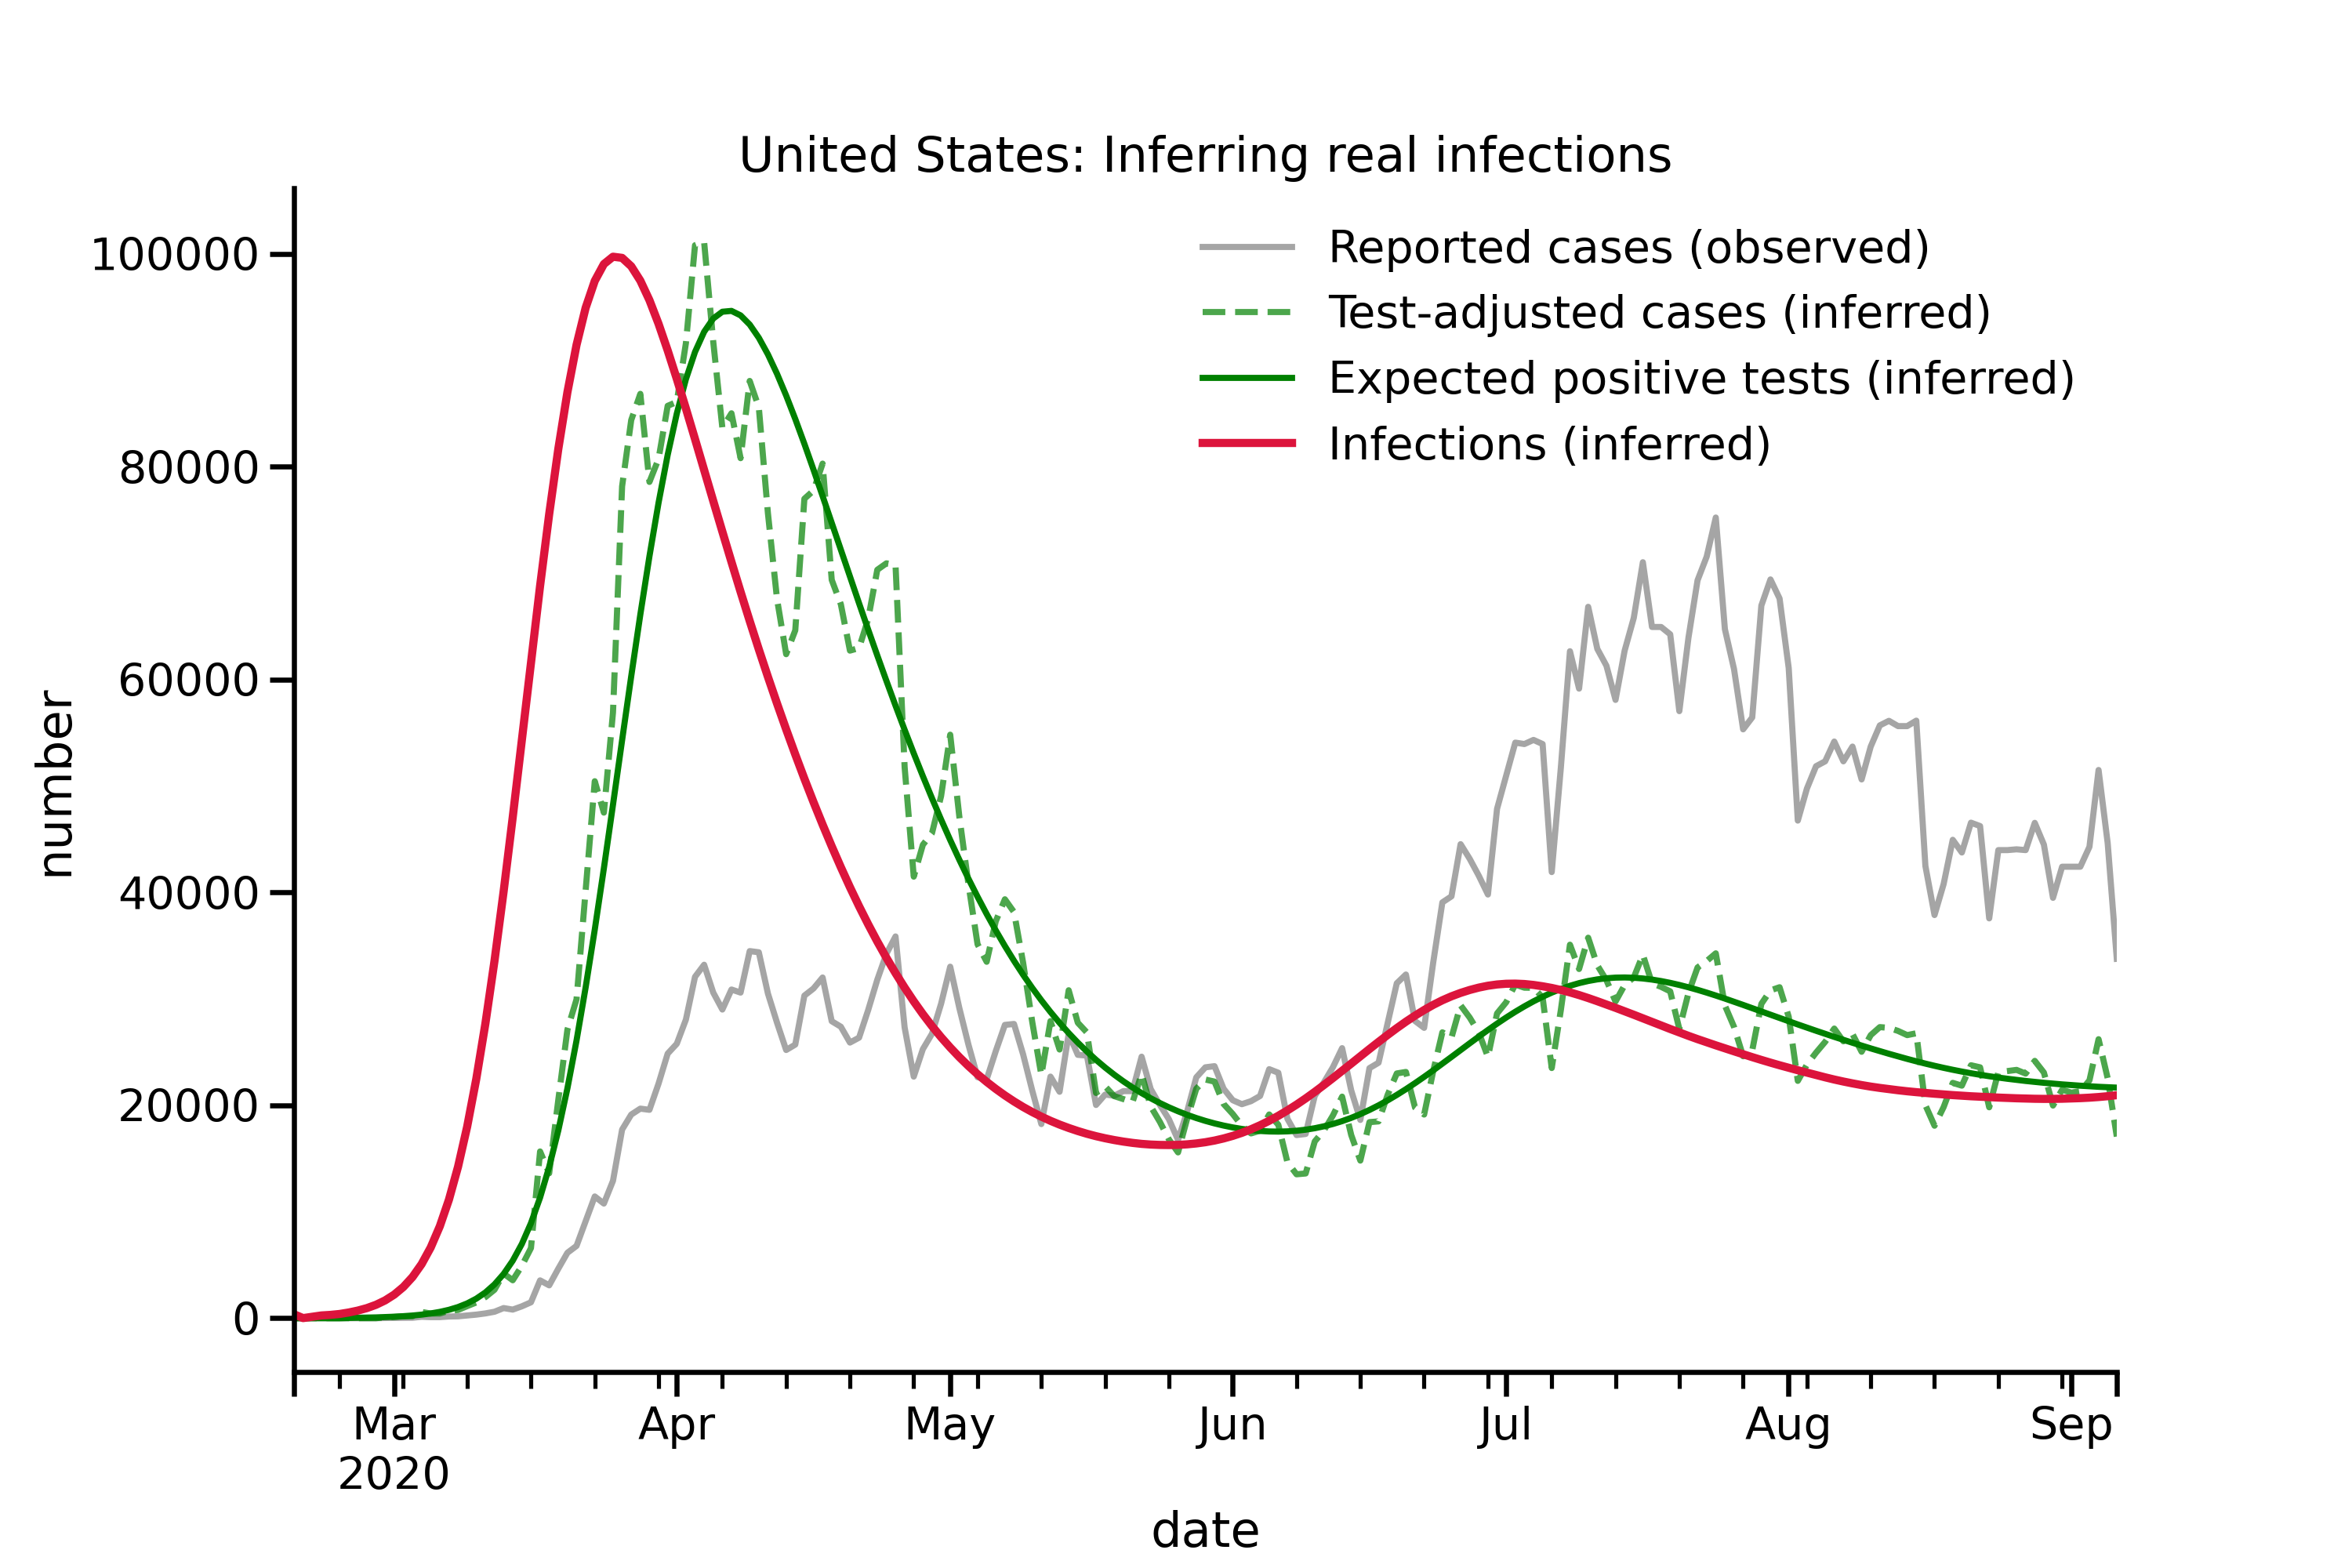 United States: Inferring real infections
Reported cases (observed)
Test-adjusted cases (inferred)
Expected positive tests (inferred)
Infections (inferred)
100000
80000
60000
40000
20000
0
number
Mar Apr May Jun Jul Aug Sep
2020
date